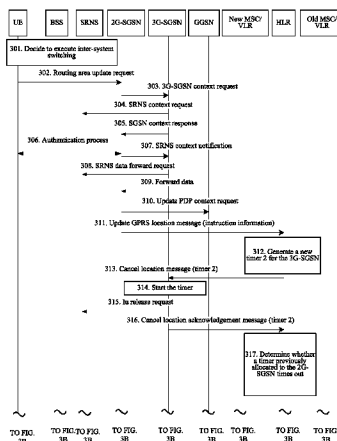 UE
BSS
SRNS
2G-SGSN
3G-SGSN
GGSN
New MSC/
VLR
HLR
Old MSC/
VLR
301. Decide to execute inter-system
switching
302. Routing area update request
303. 3G-SGSN context request
304. SRNS context request
305. SGSN context response
306. Authentication process
307. SRNS context notification
308. SRNS data forward request
309. Forward data
310. Update PDP context request
311. Update GPRS location message (instruction information)
312. Generate a new
timer 2 for the 3G-SGSN
313. Cancel location message (timer 2)
314. Start the timer
315. Iu release request
316. Cancel location acknowledgement message (timer 2)
317. Determine whether
a timer previously
allocated to the 2G-
SGSN times out
TO FIG.
3B
TO FIG.
3B
TO FIG.
3B
TO FIG.
3B
TO FIG.
3B
TO FIG.
3B
TO FIG.
3B
TO FIG.
3B
TO FIG.
3B